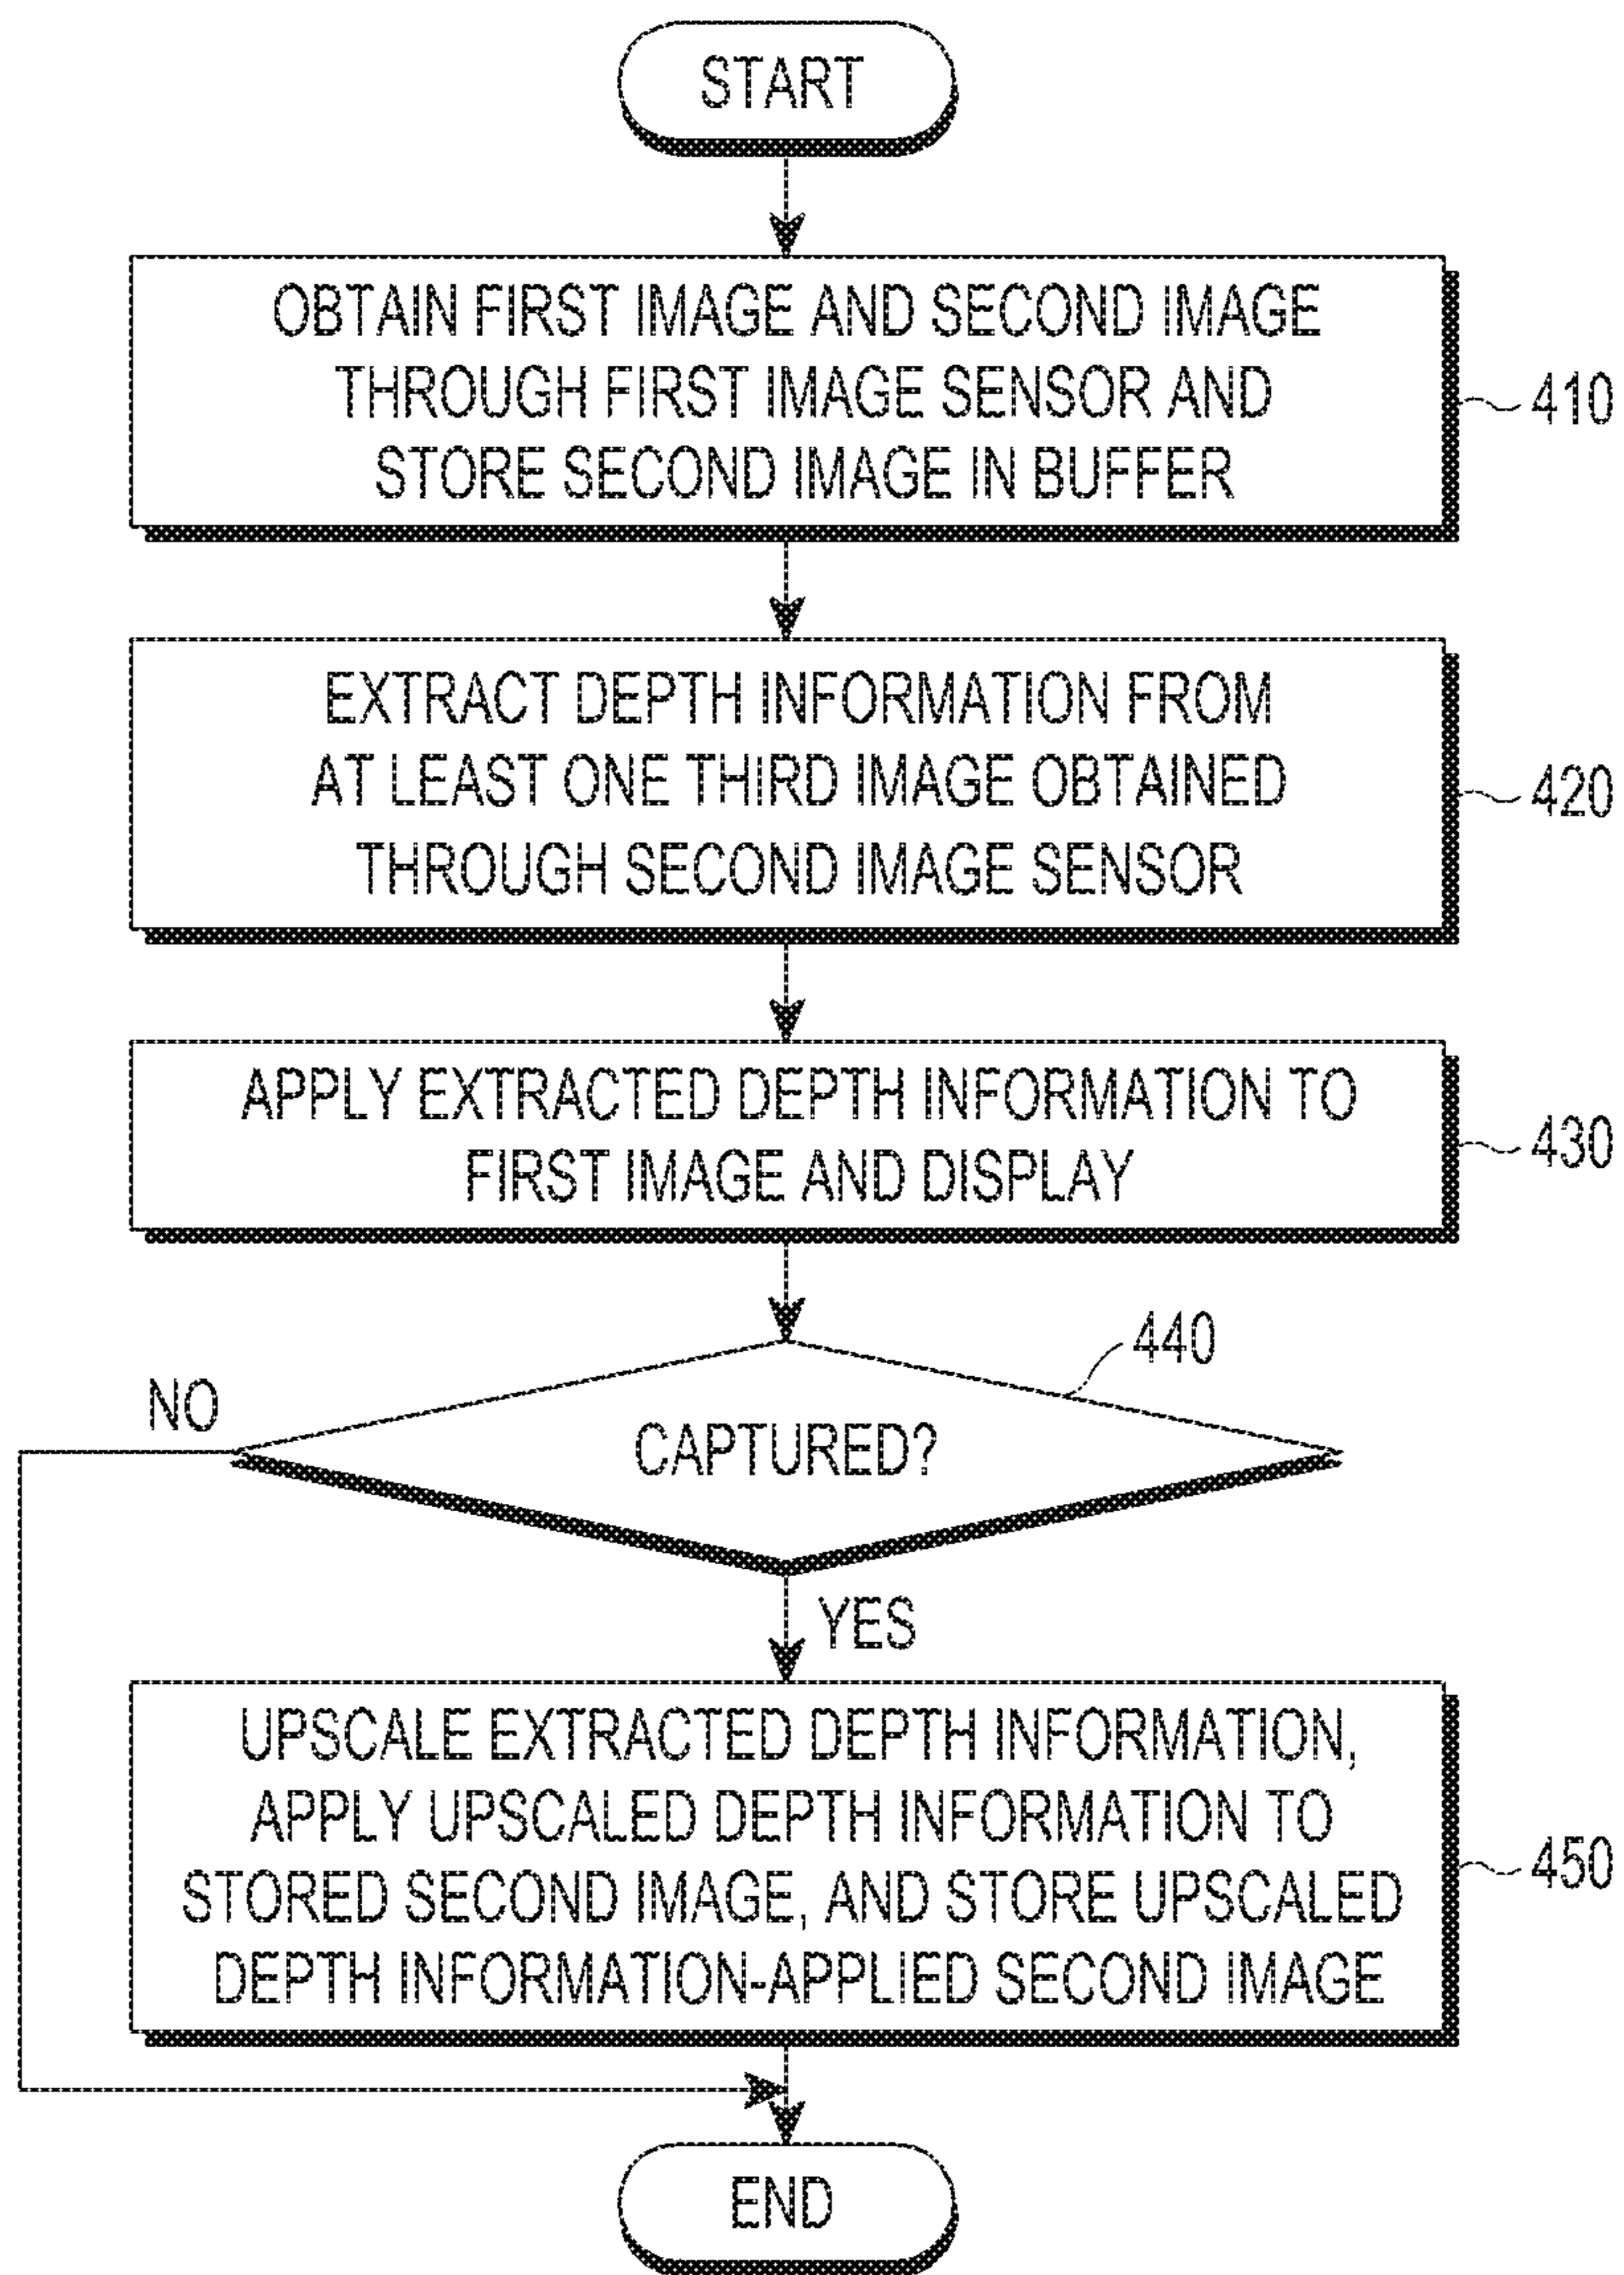 START
OBTAIN FIRST IMAGE AND SECOND IMAGE
THROUGH FIRST IMAGE SENSOR AND
STORE SECOND IMAGE IN BUFFER
410
EXTRACT DEPTH INFORMATION FROM
AT LEAST ONE THIRD IMAGE OBTAINED
THROUGH SECOND IMAGE SENSOR
420
APPLY EXTRACTED DEPTH INFORMATION TO
FIRST IMAGE AND DISPLAY
430
440
NO
CAPTURED?
YES
UPSCALE EXTRACTED DEPTH INFORMATION,
APPLY UPSCALED DEPTH INFORMATION TO
STORED SECOND IMAGE, AND STORE UPSCALED
DEPTH INFORMATION-APPLIED SECOND IMAGE
450
END